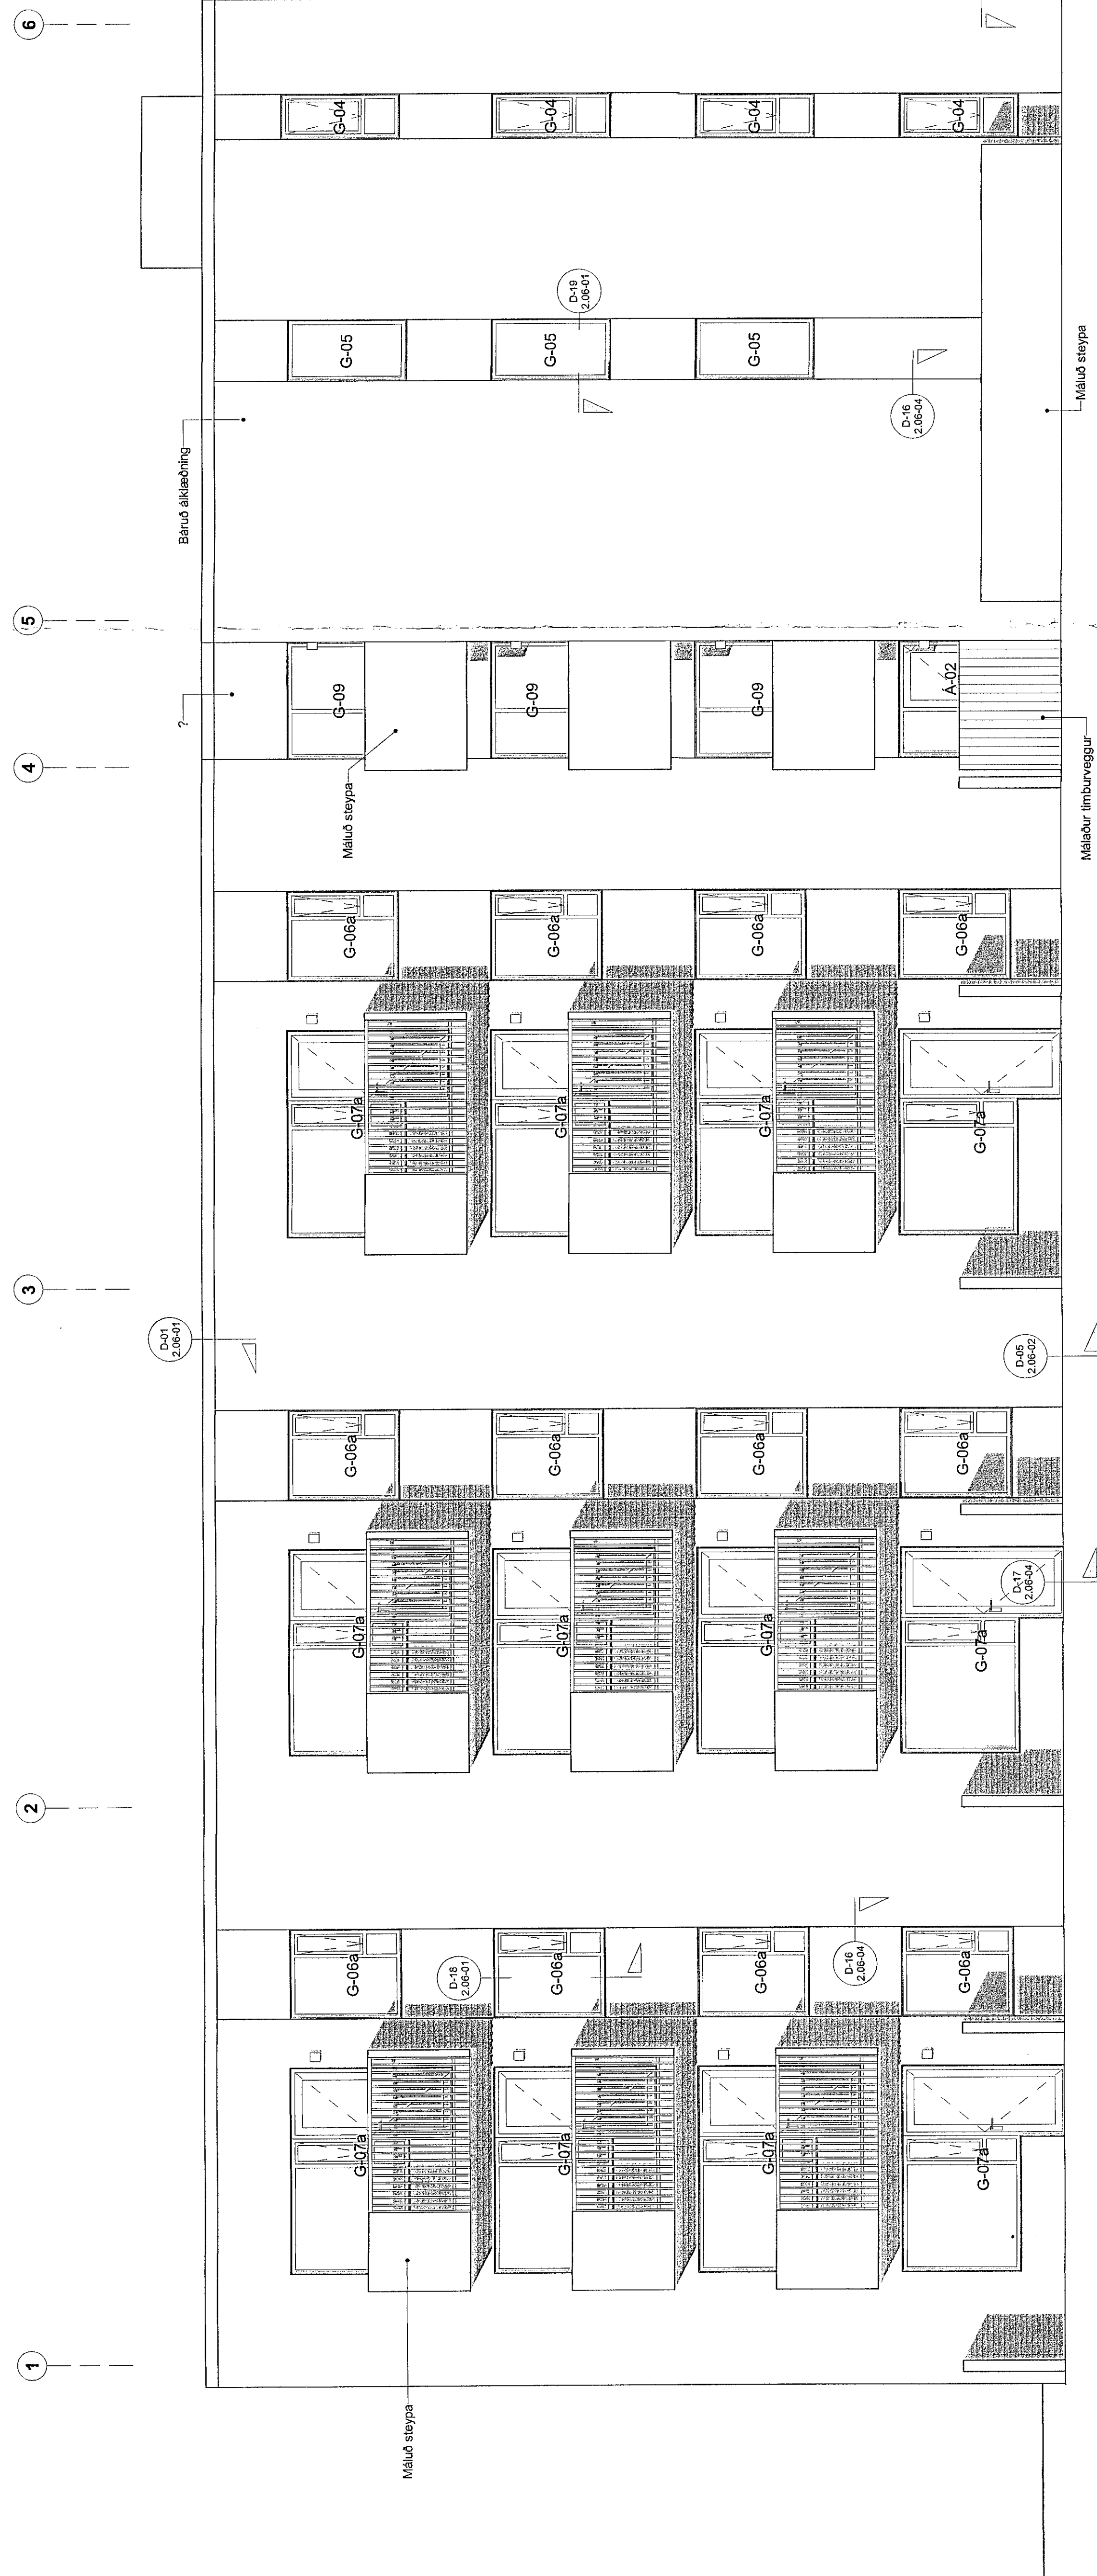 1
2
3
4
5
6
D-01
2.06-01
?
Báruð álklæðning
G-07a
G-06a
G-07a
G-06a
G-07a
G-06a
G-09
G-05
G-04
Máluð steypa
Máluð steypa
D-18
2.06-01
G-07a
G-06a
G-07a
G-06a
G-07a
G-06a
G-09
G-05
D-19
2.06-01
G-04
G-07a
G-06a
G-07a
G-06a
G-07a
G-06a
G-09
G-05
G-04
D-16
2.06-04
D-16
2.06-04
G-07a
G-06a
G-07a
G-06a
G-07a
G-06a
Á-02
G-04
D-17
2.06-04
D-05
2.06-02
Málaður timburveggur
Máluð steypa